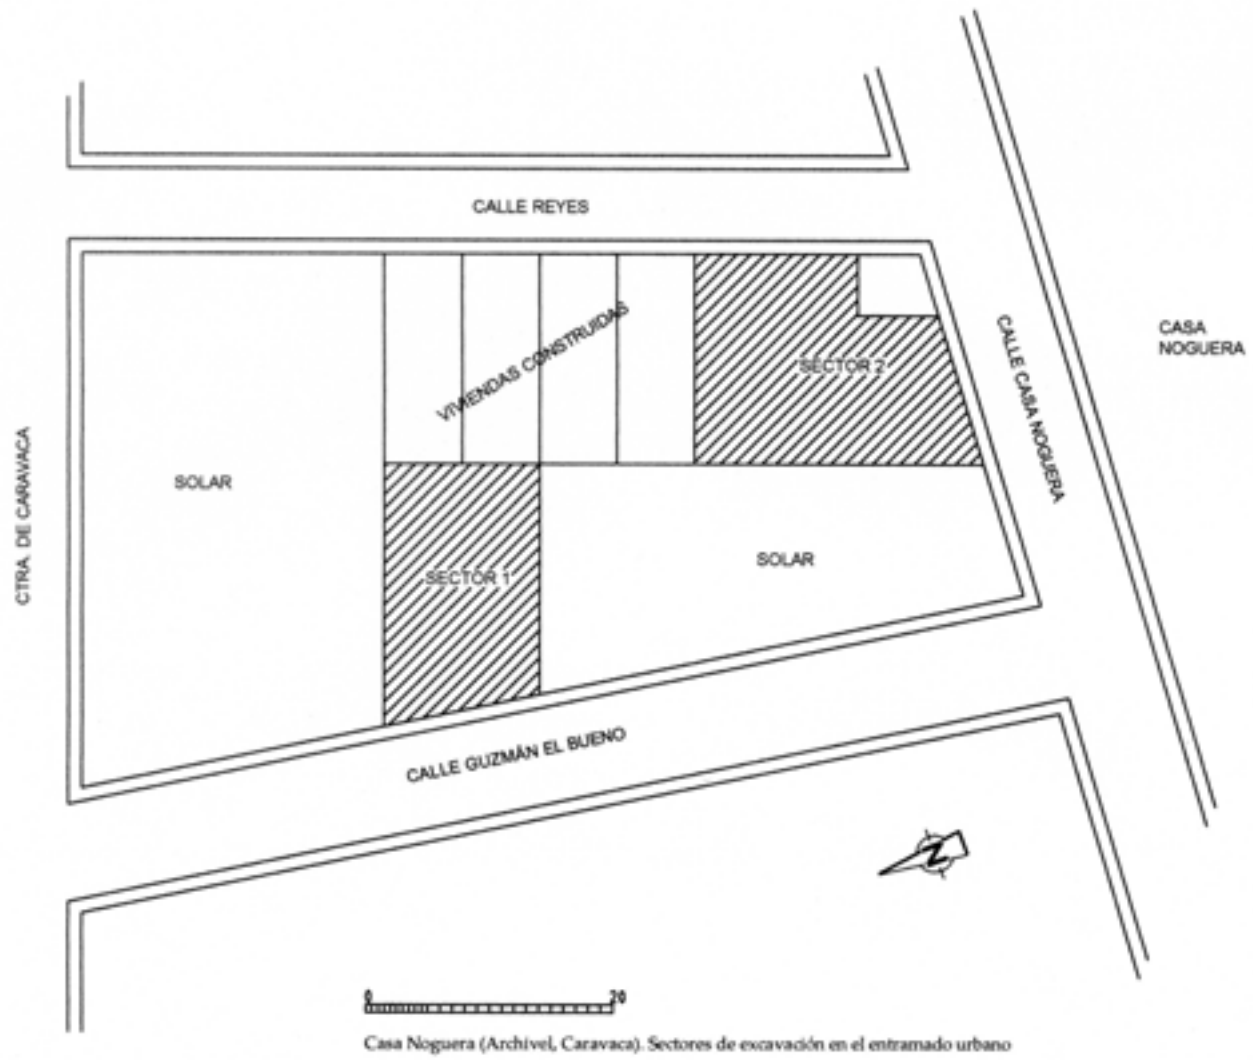 CALLE REYES
VIVIENDAS CONSTRUIDAS
SECTOR 2
CALLE CASA NOGUERA
CASA
NOGUERA
CTRA. DE CARAVACA
SOLAR
SECTOR 1
SOLAR
CALLE GUZMÁN EL BUENO
N
0 20
Casa Noguera (Archivel, Caravaca). Sectores de excavación en el entramado urbano